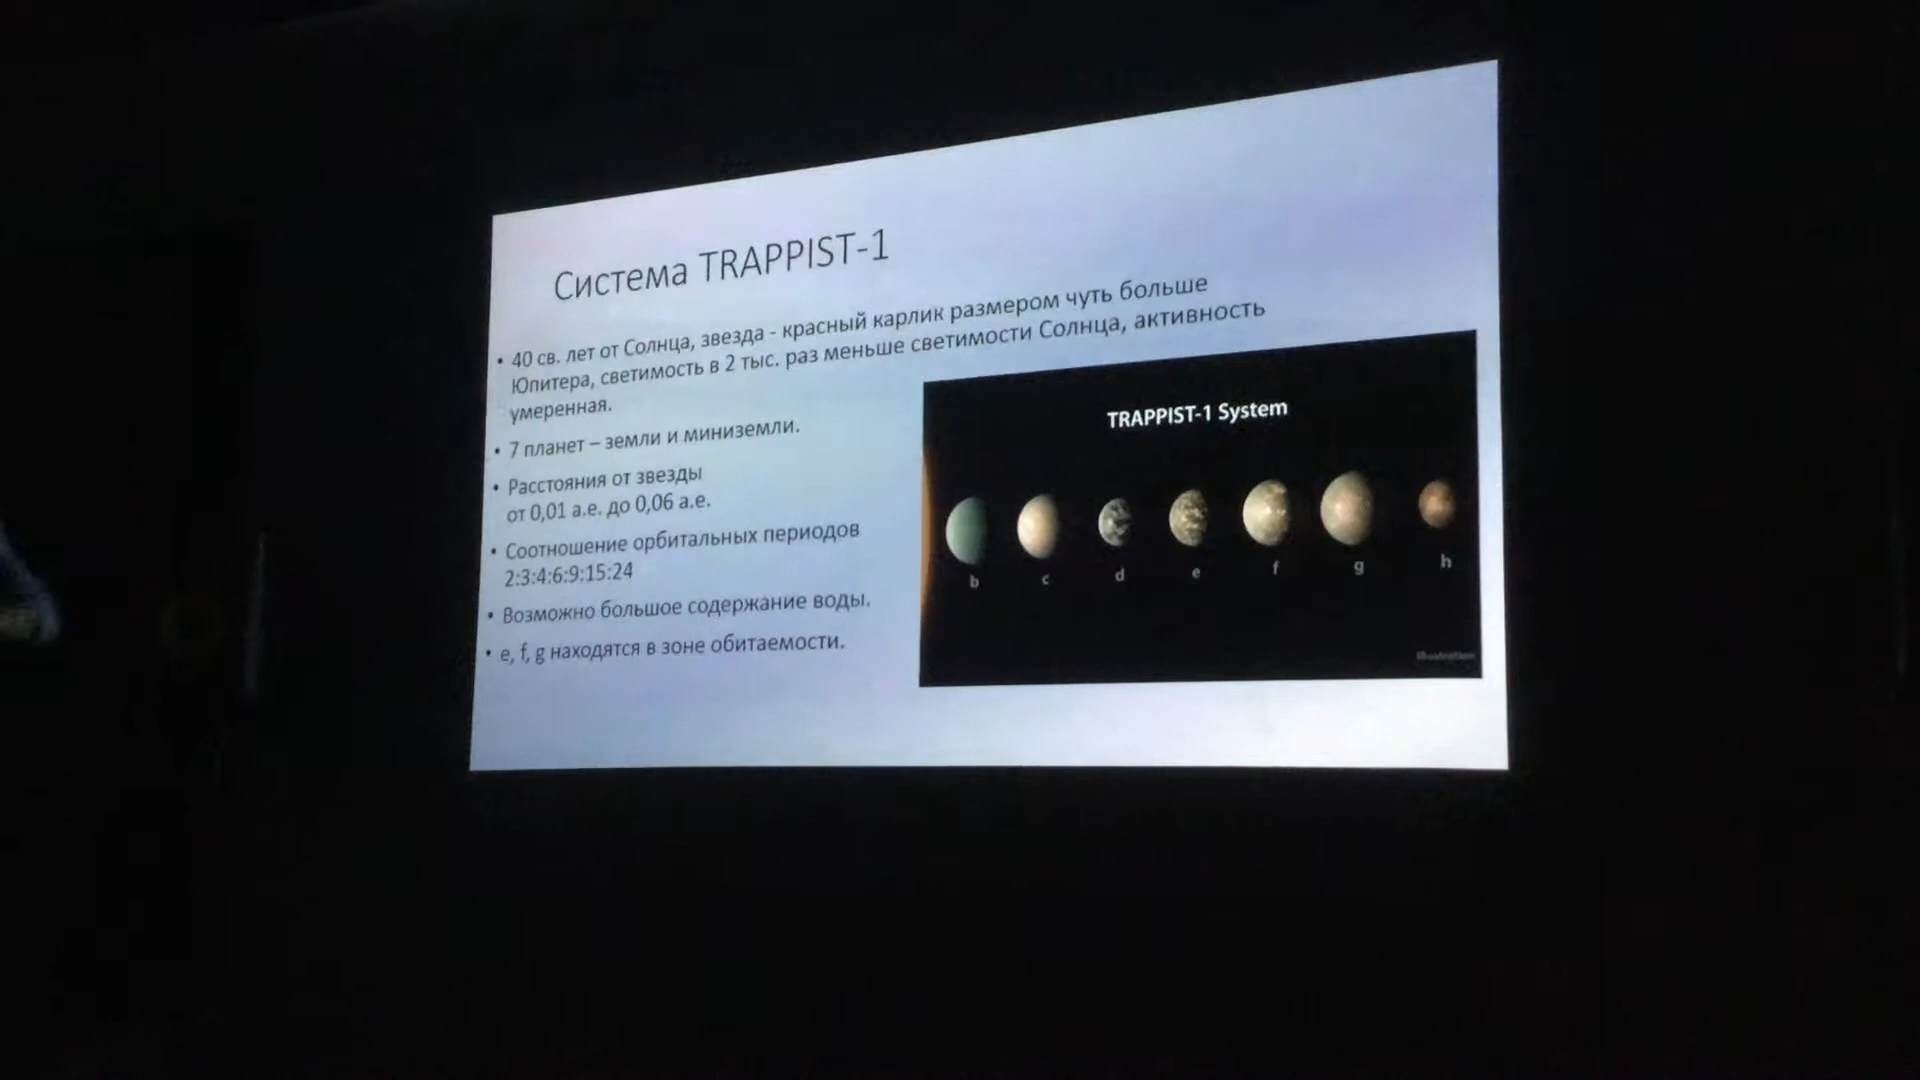 Система TRAPPIST-1
• 40 св. лет от Солнца, звезда - красный карлик размером чуть больше
Юпитера, светимость в 2 тыс. раз меньше светимости Солнца, активность
умеренная.
• 7 планет – земли и миниземли.
• Расстояния от звезды
от 0,01 а.е. до 0,06 а.е.
• Соотношение орбитальных периодов
2:3:4:6:9:15:24
• Возможно большое содержание воды.
• e, f, g находятся в зоне обитаемости.
TRAPPIST-1 System
b c d e f g h
Illustration